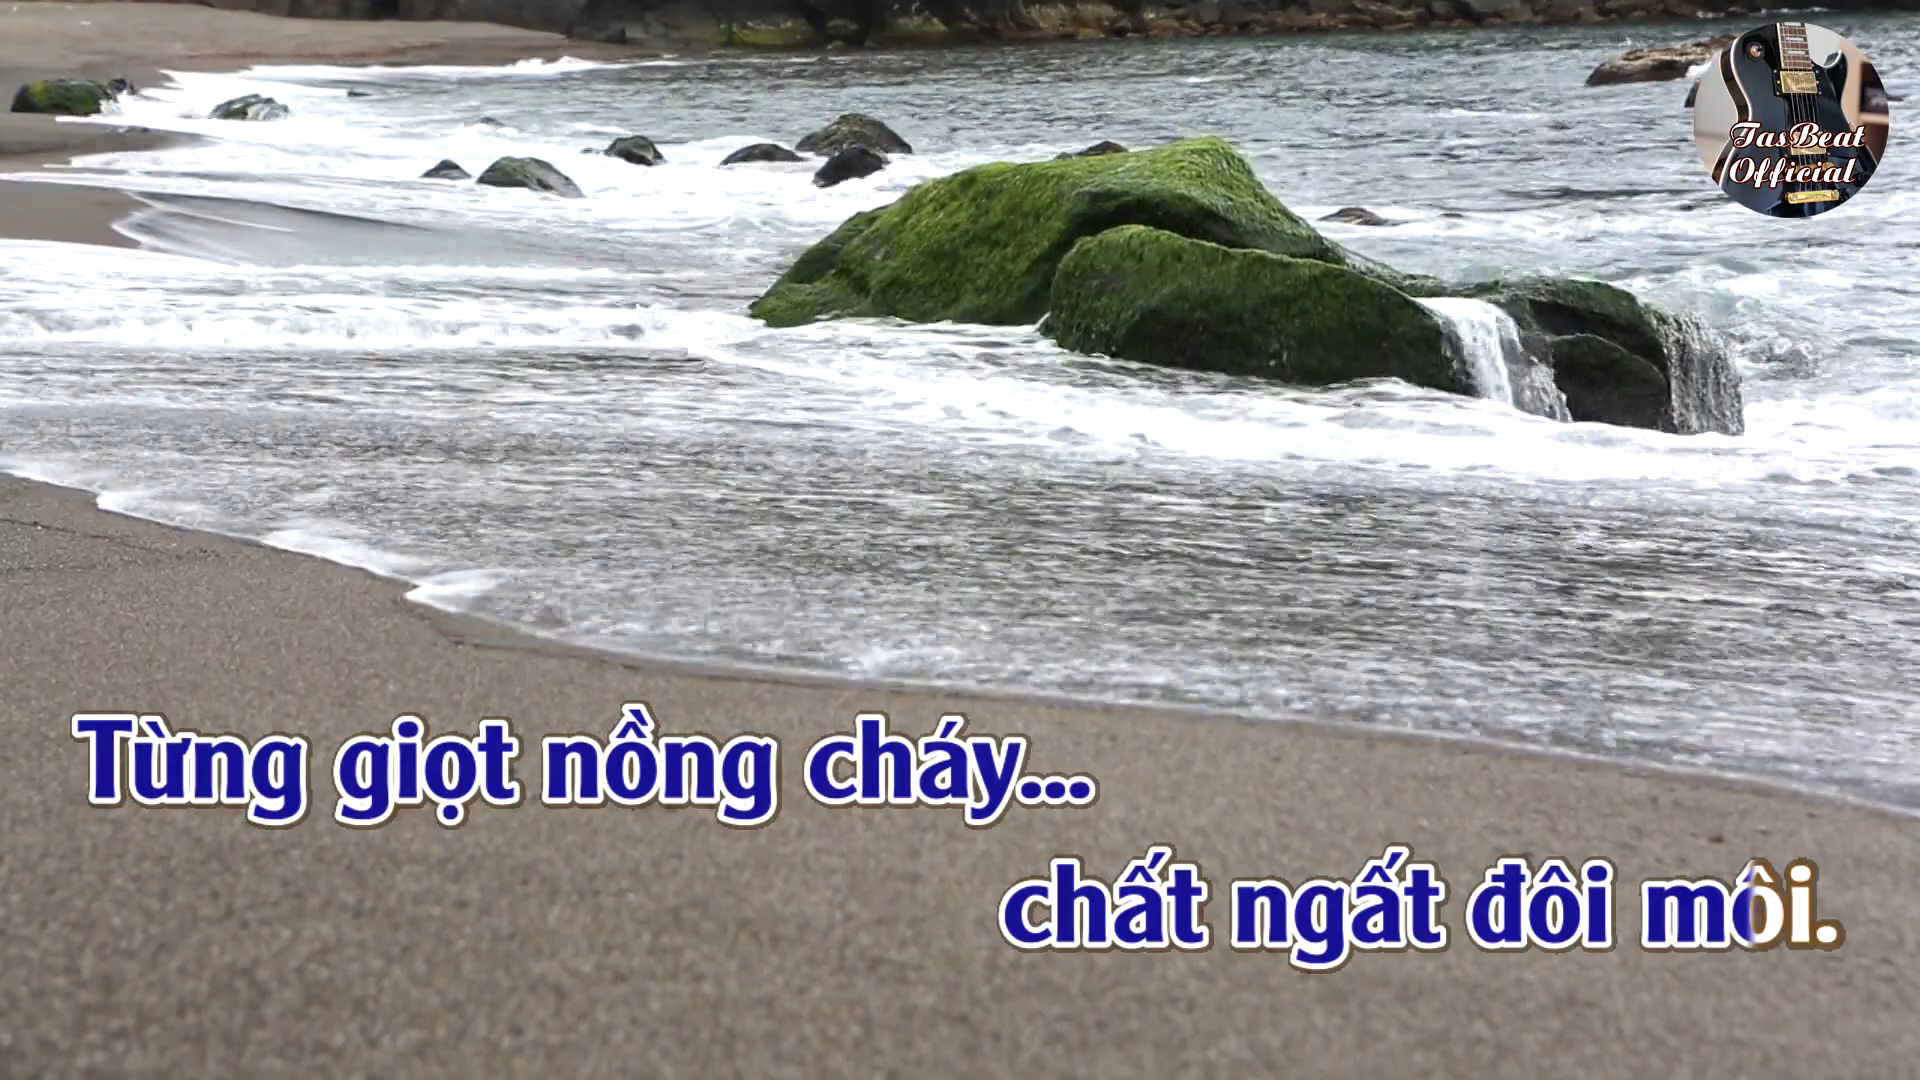 TasBeat
Official
Từng giọt nồng cháy...
chất ngất đôi môi.